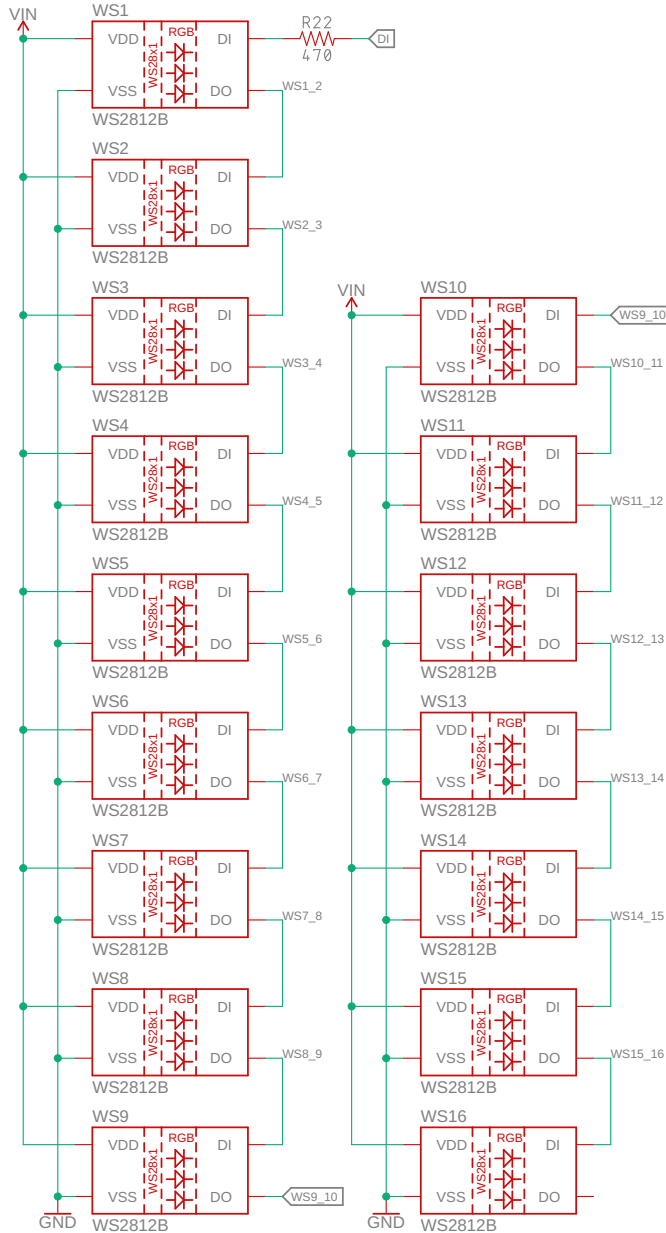 VIN
WS1
VDD
VSS
WS28x1
RGB
DI
DO
WS2812B
R22
470
DI
WS1_2
WS2
VDD
VSS
WS28x1
RGB
DI
DO
WS2812B
WS2_3
WS3
VDD
VSS
WS28x1
RGB
DI
DO
WS2812B
WS3_4
WS4
VDD
VSS
WS28x1
RGB
DI
DO
WS2812B
WS4_5
WS5
VDD
VSS
WS28x1
RGB
DI
DO
WS2812B
WS5_6
WS6
VDD
VSS
WS28x1
RGB
DI
DO
WS2812B
WS6_7
WS7
VDD
VSS
WS28x1
RGB
DI
DO
WS2812B
WS7_8
WS8
VDD
VSS
WS28x1
RGB
DI
DO
WS2812B
WS8_9
WS9
VDD
VSS
WS28x1
RGB
DI
DO
WS2812B
WS9_10
GND
VIN
WS10
VDD
VSS
WS28x1
RGB
DI
DO
WS2812B
WS9_10
WS10_11
WS11
VDD
VSS
WS28x1
RGB
DI
DO
WS2812B
WS11_12
WS12
VDD
VSS
WS28x1
RGB
DI
DO
WS2812B
WS12_13
WS13
VDD
VSS
WS28x1
RGB
DI
DO
WS2812B
WS13_14
WS14
VDD
VSS
WS28x1
RGB
DI
DO
WS2812B
WS14_15
WS15
VDD
VSS
WS28x1
RGB
DI
DO
WS2812B
WS15_16
WS16
VDD
VSS
WS28x1
RGB
DI
DO
WS2812B
GND